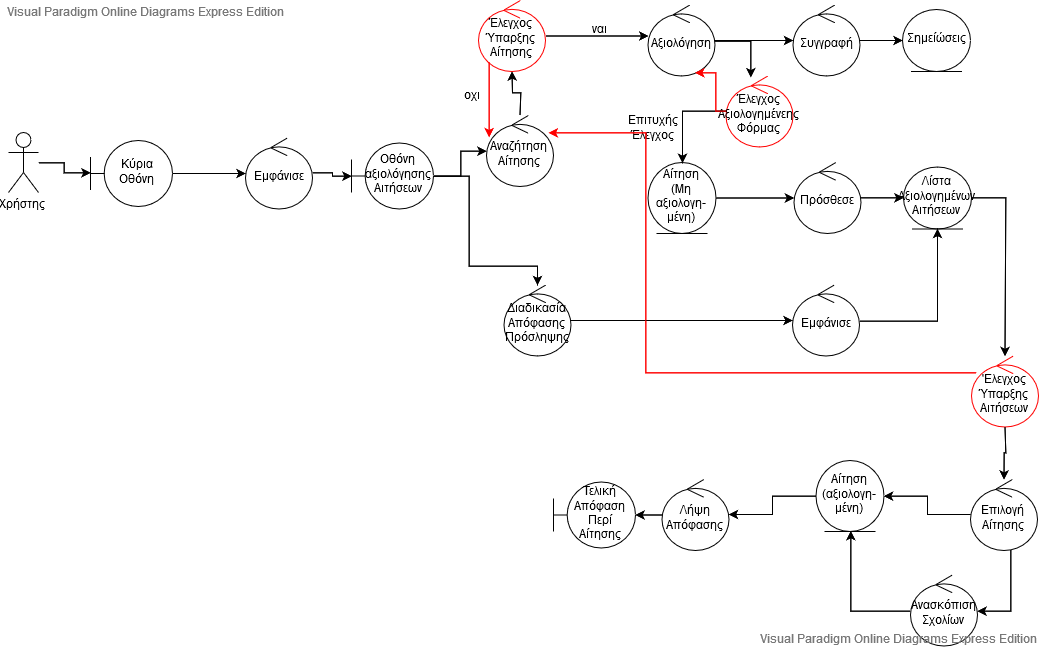 Visual Paradigm Online Diagrams Express Edition
Έλεγχος
Ύπαρξης
Αίτησης
ναι
Αξιολόγηση
Συγγραφή
Σημειώσεις
οχι
Έλεγχος
Αξιολογημένεης
Φόρμας
Επιτυχής
Έλεγχος
Αναζήτηση
Αίτησης
Κύρια
Οθόνη
Εμφάνισε
Οθόνη
αξιολόγησης
Αιτήσεων
Χρήστης
Αίτηση
(Μη
αξιολογη-
μένη)
Πρόσθεσε
Λίστα
Αξιολογημένων
Αιτήσεων
Διαδικασία
Απόφασης
Πρόσληψης
Εμφάνισε
Έλεγχος
Ύπαρξης
Αιτήσεων
Τελική
Απόφαση
Περί
Αίτησης
Λήψη
Απόφασης
Αίτηση
(αξιολογη-
μένη)
Επιλογή
Αίτησης
Ανασκόπιση
Σχολίων
Visual Paradigm Online Diagrams Express Edition